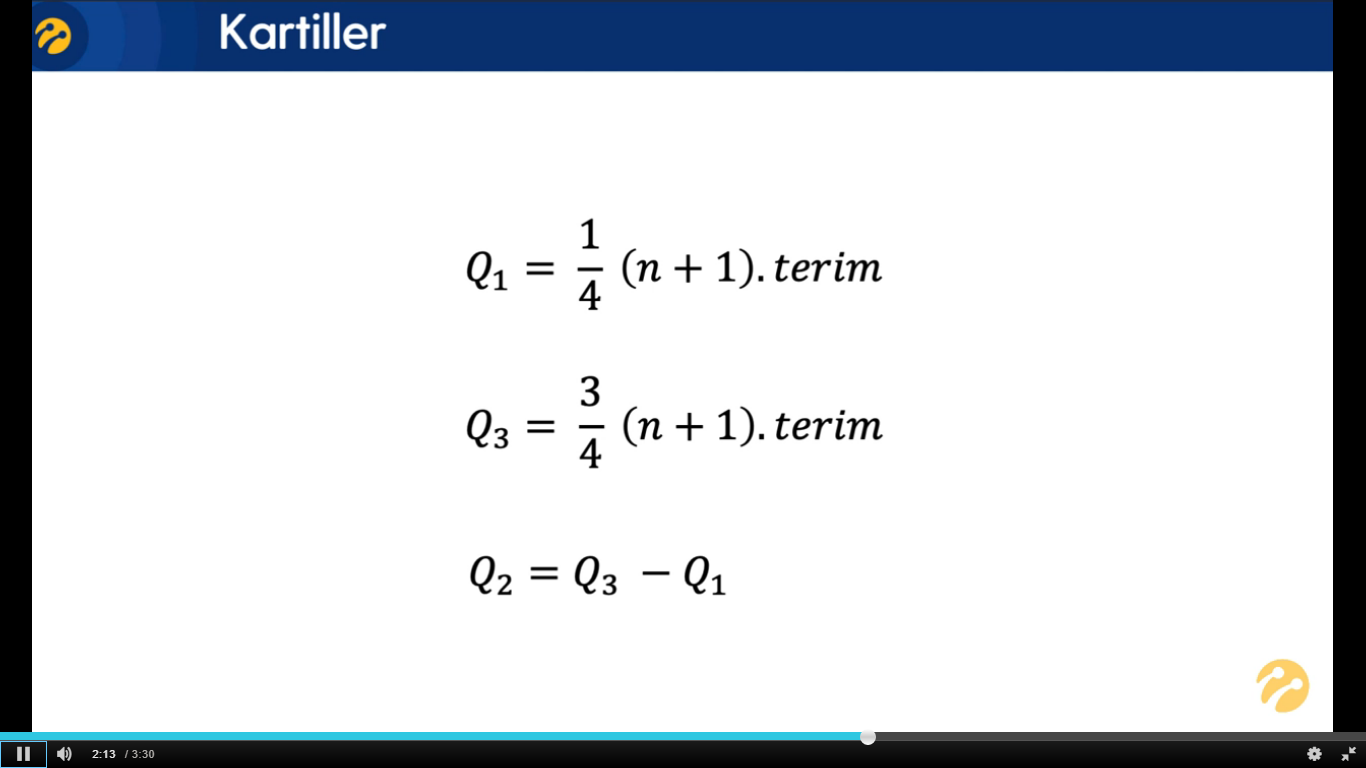 Kartiller
Q₁ = 1/4 (n + 1). terim
Q₃ = 3/4 (n + 1). terim
Q₂ = Q₃ − Q₁
2:13 / 3:30